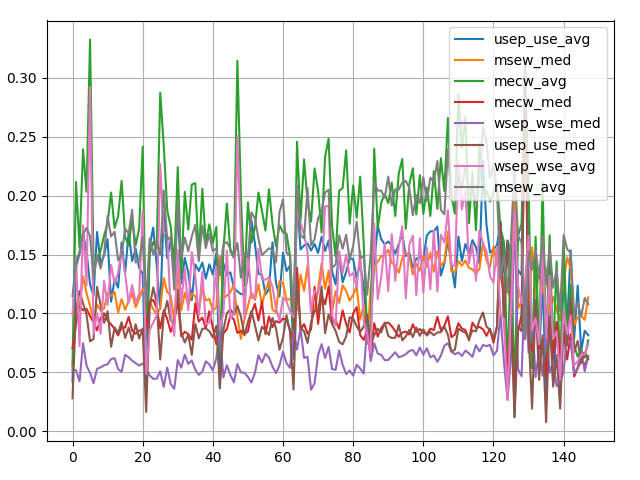 0.30
0.25
0.20
0.15
0.10
0.05
0.00
0 20 40 60 80 100 120 140
usep_use_avg
msew_med
mecw_avg
mecw_med
wsep_wse_med
usep_use_med
wsep_wse_avg
msew_avg